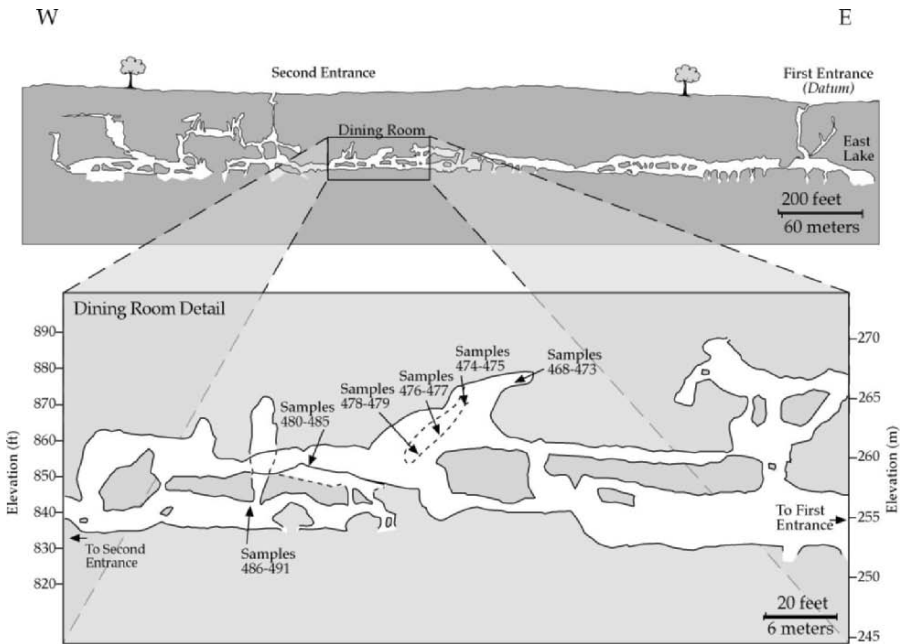 W
E
Second Entrance
First Entrance
(Datum)
Dining Room
East
Lake
200 feet
60 meters
Dining Room Detail
Elevation (ft)
890
880
870
860
850
840
830
820
Samples
474-475
Samples
468-473
Samples
476-477
Samples
478-479
Samples
480-485
Samples
486-491
To Second
Entrance
To First
Entrance
20 feet
6 meters
270
265
260
255
250
245
Elevation (m)